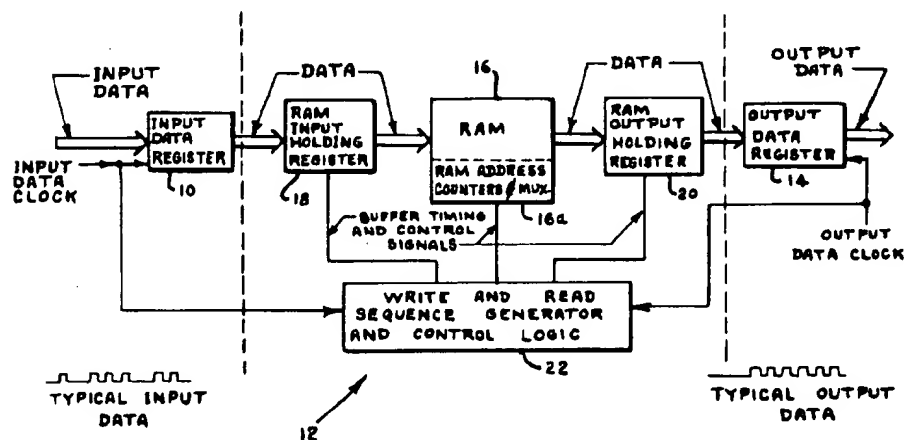 INPUT
DATA
DATA
16
DATA
OUTPUT
DATA
INPUT
DATA
REGISTER
RAM
INPUT
HOLDING
REGISTER
RAM
RAM ADDRESS
COUNTERS & MUX
RAM
OUTPUT
HOLDING
REGISTER
OUTPUT
DATA
REGISTER
INPUT
DATA
CLOCK
10
18
16a
20
14
BUFFER TIMING
AND CONTROL
SIGNALS
OUTPUT
DATA CLOCK
WRITE AND READ
SEQUENCE GENERATOR
AND CONTROL LOGIC
22
TYPICAL INPUT
DATA
12
TYPICAL OUTPUT
DATA